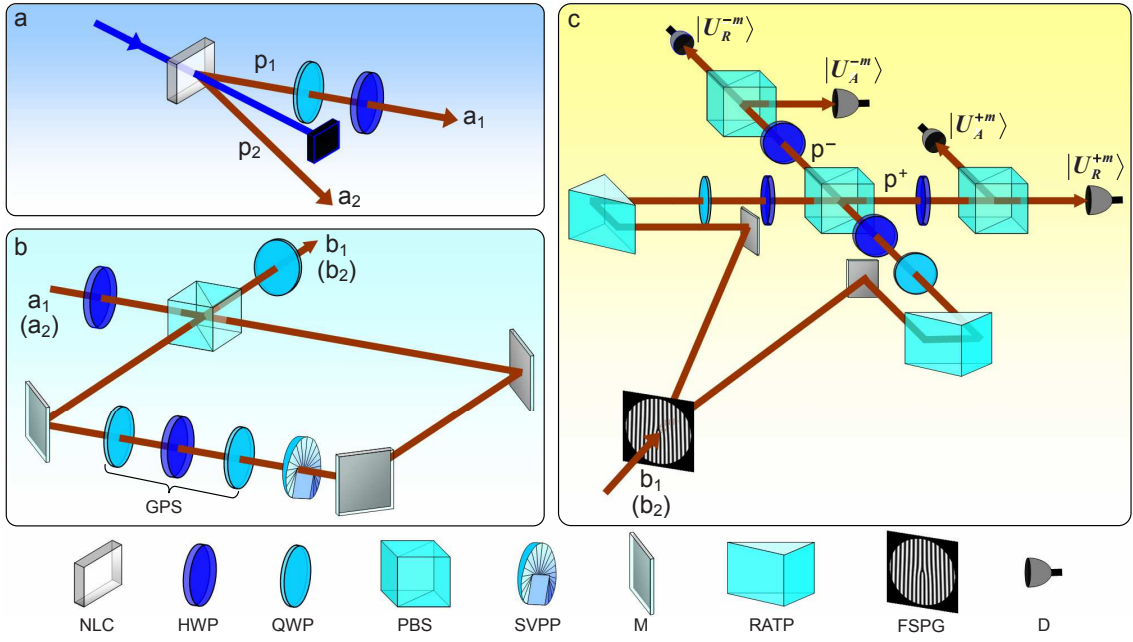 a
p₁
a₁
p₂
a₂
b
b₁
(b₂)
a₁
(a₂)
GPS
c
|U_R^{-m}⟩
|U_A^{-m}⟩
|U_A^{+m}⟩
p⁻
p⁺
|U_R^{+m}⟩
b₁
(b₂)
NLC HWP QWP PBS SVPP M RATP FSPG D